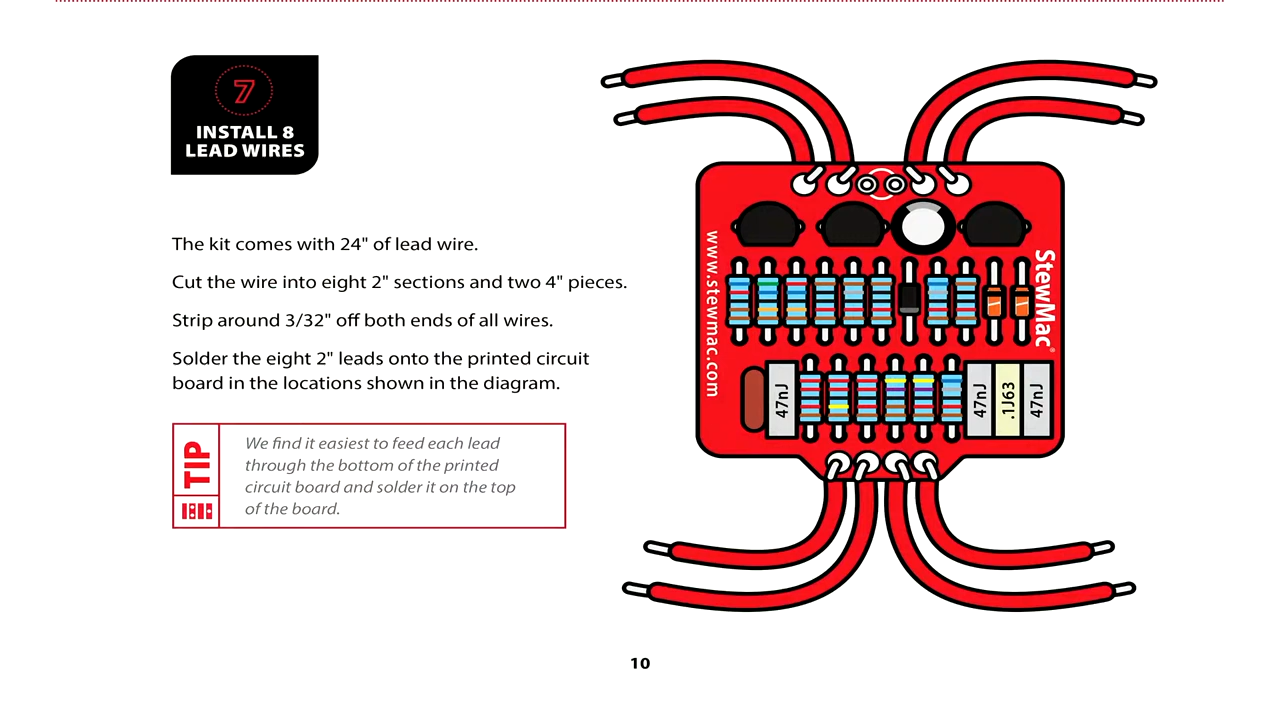 7
INSTALL 8
LEAD WIRES
The kit comes with 24" of lead wire.
Cut the wire into eight 2" sections and two 4" pieces.
Strip around 3/32" off both ends of all wires.
Solder the eight 2" leads onto the printed circuit
board in the locations shown in the diagram.
TIP
We find it easiest to feed each lead
through the bottom of the printed
circuit board and solder it on the top
of the board.
www.stewmac.com
StewMac®
47nJ
47nJ
.1J63
47nJ
10